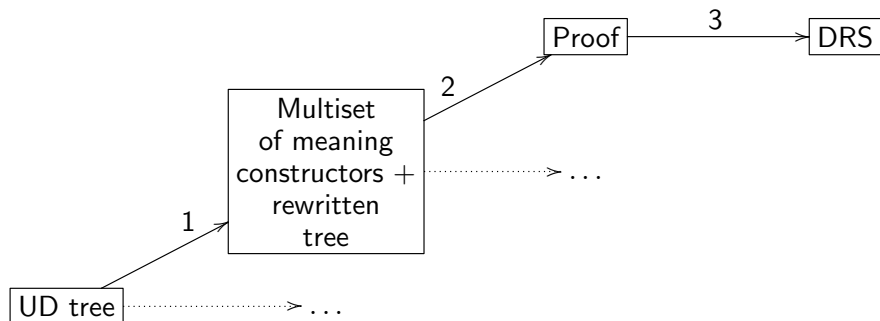 Proof
3
DRS
2
Multiset
of meaning
constructors +
rewritten
tree
...
1
UD tree
...